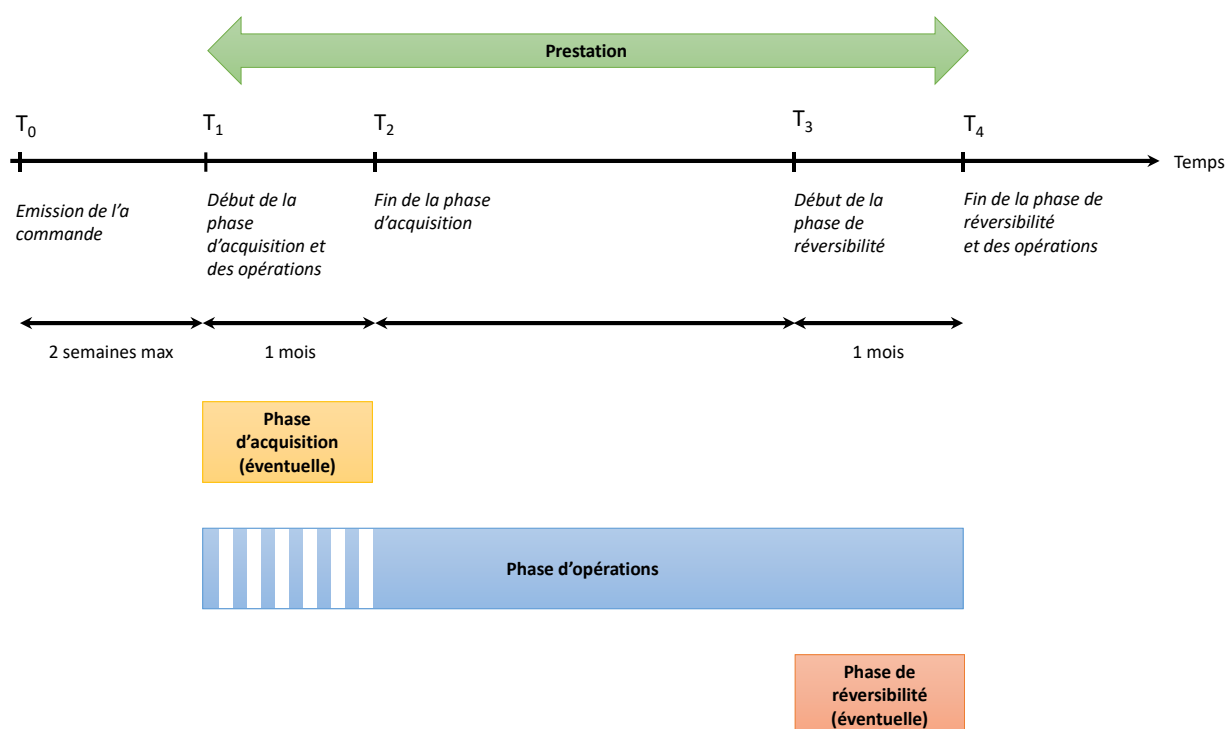 Prestation
T₀
T₁
T₂
T₃
T₄
Temps
Emission de l’a
commande
Début de la
phase
d’acquisition et
des opérations
Fin de la phase
d’acquisition
Début de la
phase de
réversibilité
Fin de la phase de
réversibilité
et des opérations
2 semaines max
1 mois
1 mois
Phase
d’acquisition
(éventuelle)
Phase d’opérations
Phase de
réversibilité
(éventuelle)